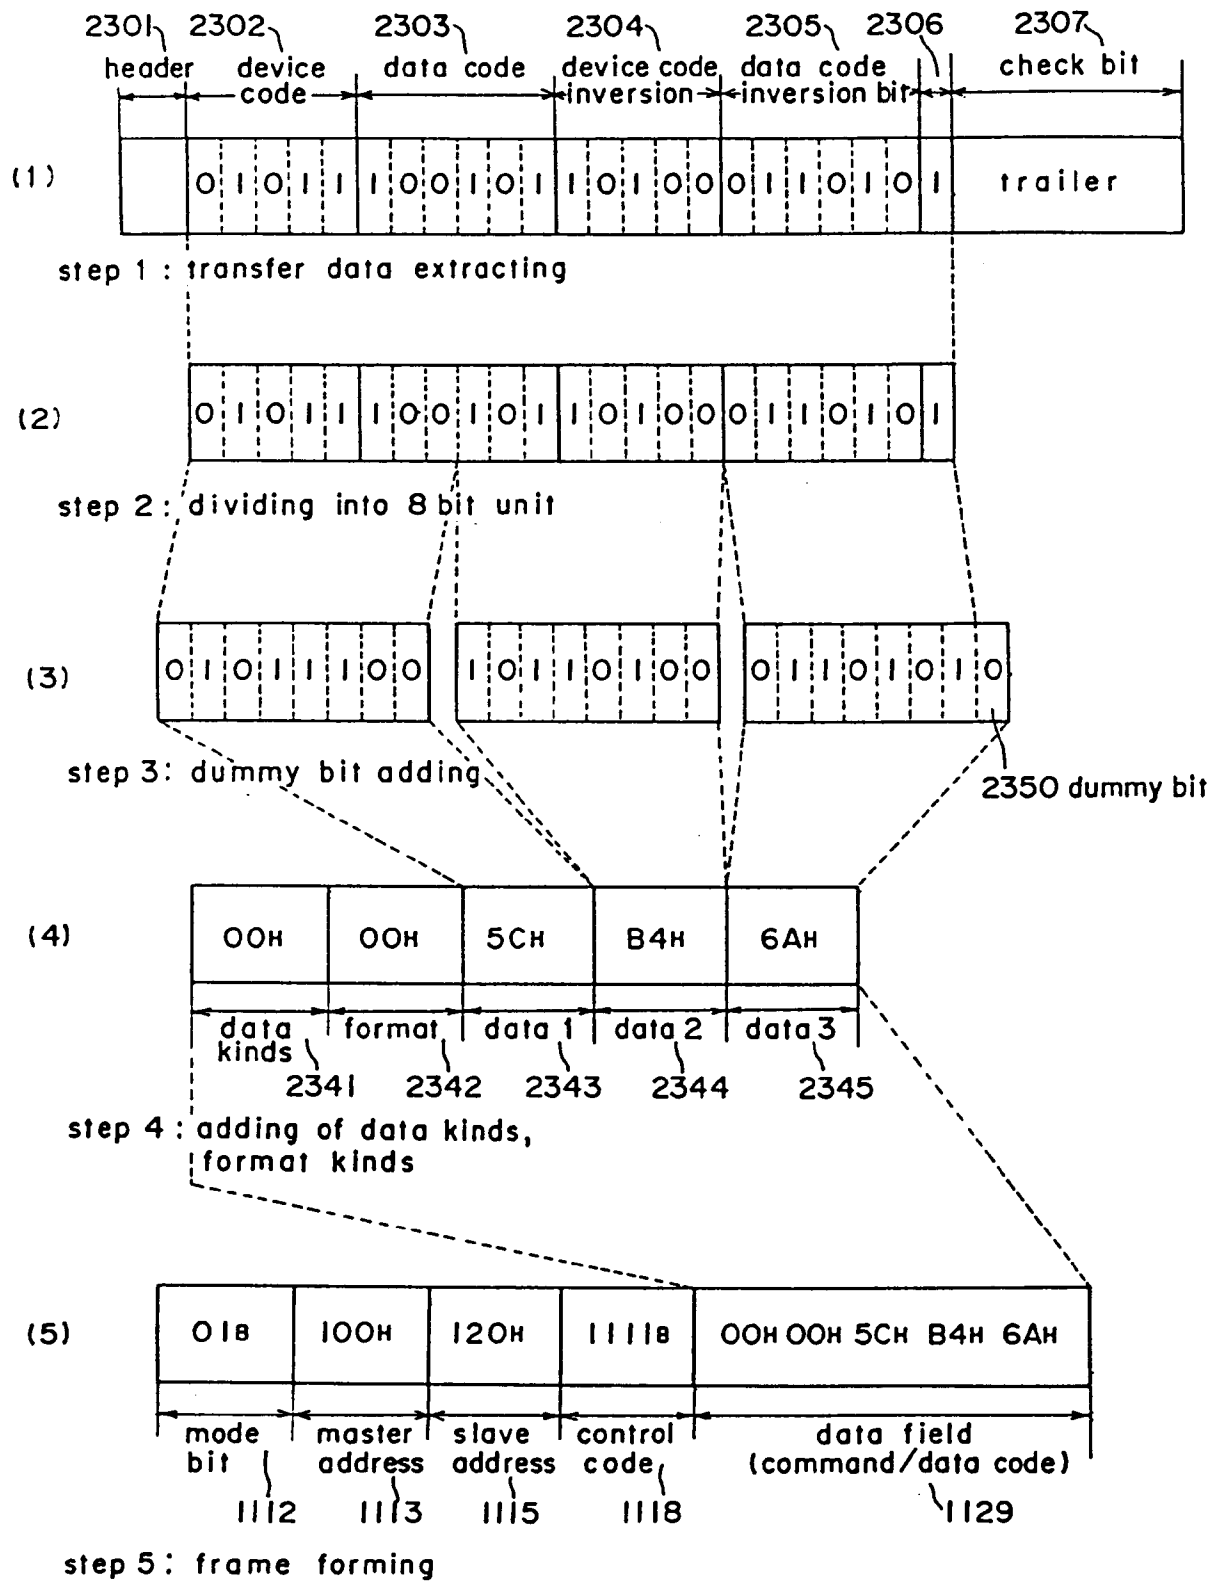 2301 2302 2303 2304 2305 2306 2307
header device code data code device code inversion data code inversion bit check bit
(1) 0 1 0 1 1 1 0 0 1 0 1 1 0 1 0 0 0 1 1 0 1 0 1 trailer
step 1 : transfer data extracting
(2) 0 1 0 1 1 1 0 0 1 0 1 1 0 1 0 0 0 1 1 0 1 0 1
step 2 : dividing into 8 bit unit
(3) 0 1 0 1 1 1 0 0 1 0 1 1 0 1 0 0 0 1 1 0 1 0 1 0
step 3: dummy bit adding
2350 dummy bit
(4) 00H 00H 5CH B4H 6AH
data kinds format data 1 data 2 data 3
2341 2342 2343 2344 2345
step 4 : adding of data kinds,
format kinds
(5) 01B 100H 120H 1111B 00H 00H 5CH B4H 6AH
mode bit master address slave address control code data field (command/data code)
1112 1113 1115 1118 1129
step 5: frame forming